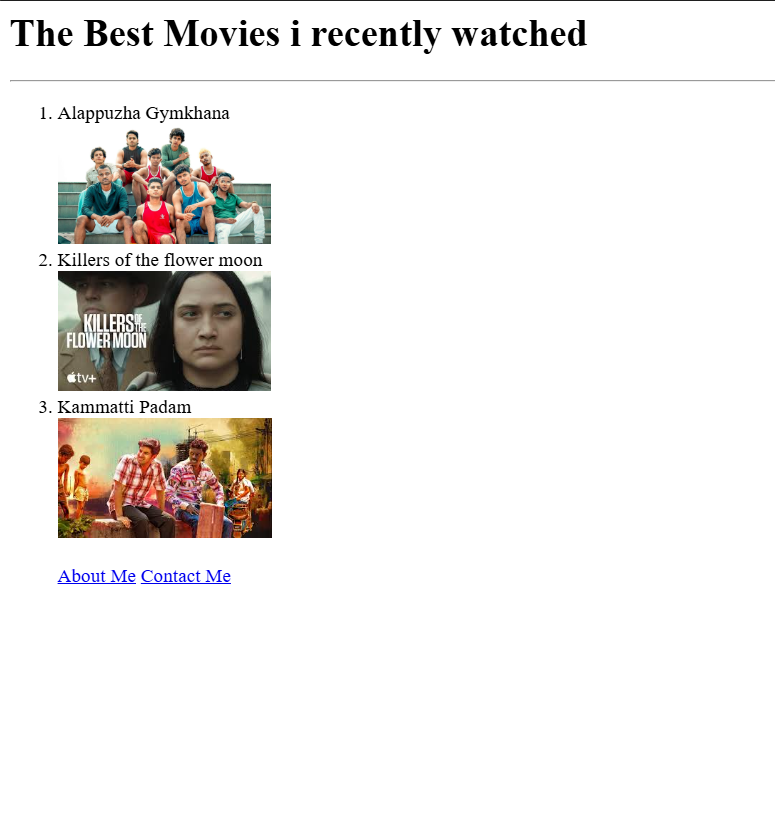 The Best Movies i recently watched
1. Alappuzha Gymkhana
2. Killers of the flower moon
KILLERS OF THE
FLOWER MOON
tv+
3. Kammatti Padam
About Me Contact Me